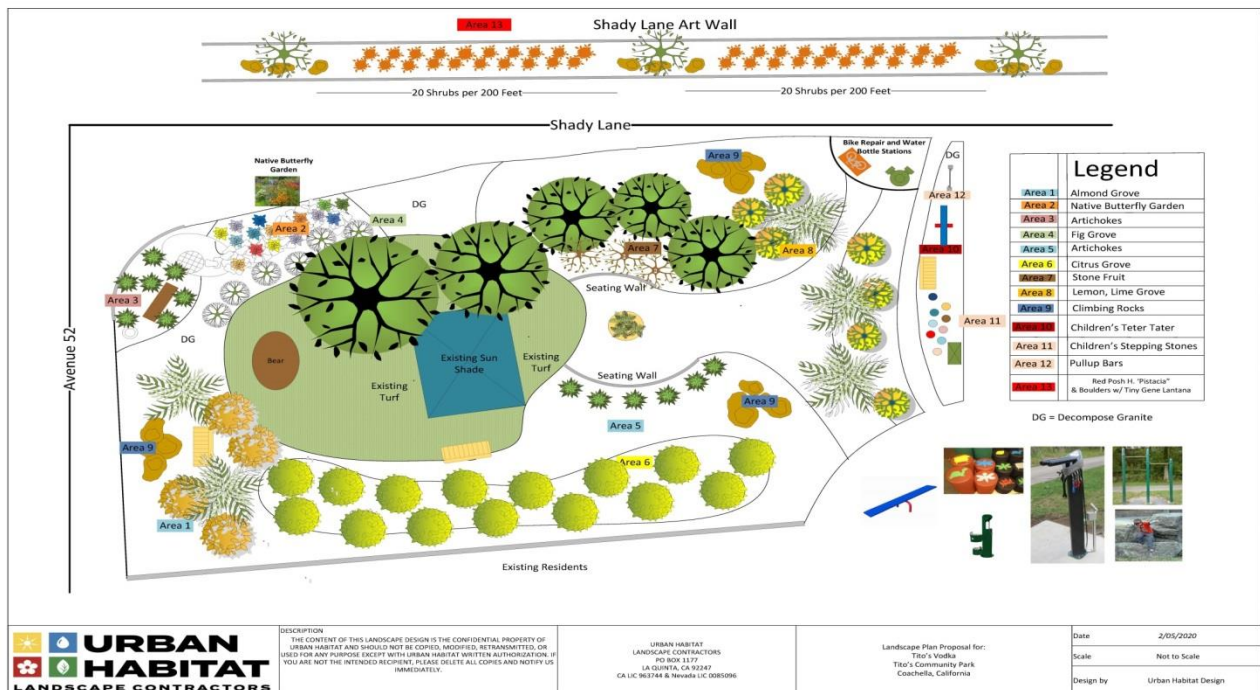 Area 13
Shady Lane Art Wall
20 Shrubs per 200 Feet
20 Shrubs per 200 Feet
Shady Lane
Avenue 52
Native Butterfly
Garden
Area 2
Area 4
DG
Area 9
Bike Repair and Water
Bottle Stations
DG
Area 12
Area 3
Area 7
Area 8
Area 10
Seating Wall
DG
Bear
Existing Sun
Shade
Existing
Turf
Existing
Turf
Area 11
Seating Wall
Area 9
Area 5
Area 9
Area 6
Area 1
Existing Residents
Legend
Area 1 Almond Grove
Area 2 Native Butterfly Garden
Area 3 Artichokes
Area 4 Fig Grove
Area 5 Artichokes
Area 6 Citrus Grove
Area 7 Stone Fruit
Area 8 Lemon, Lime Grove
Area 9 Climbing Rocks
Area 10 Children's Teter Tater
Area 11 Children's Stepping Stones
Area 12 Pullup Bars
Area 13 Red Posh H. "Pistacia"
& Boulders w/ Tiny Gene Lantana
DG = Decompose Granite
URBAN
HABITAT
LANDSCAPE CONTRACTORS
DESCRIPTION
THE CONTENT OF THIS LANDSCAPE DESIGN IS THE CONFIDENTIAL PROPERTY OF
URBAN HABITAT AND SHOULD NOT BE COPIED, MODIFIED, RETRANSMITTED, OR
USED FOR ANY PURPOSE EXCEPT WITH URBAN HABITAT WRITTEN AUTHORIZATION. IF
YOU ARE NOT THE INTENDED RECIPIENT, PLEASE DELETE ALL COPIES AND NOTIFY US
IMMEDIATELY.
URBAN HABITAT
LANDSCAPE CONTRACTORS
PO BOX 1177
LA QUINTA, CA 92247
CA LIC 963744 & Nevada LIC 0085096
Landscape Plan Proposal for:
Tito's Vodka
Tito's Community Park
Coachella, California
Date 2/05/2020
Scale Not to Scale
Design by Urban Habitat Design